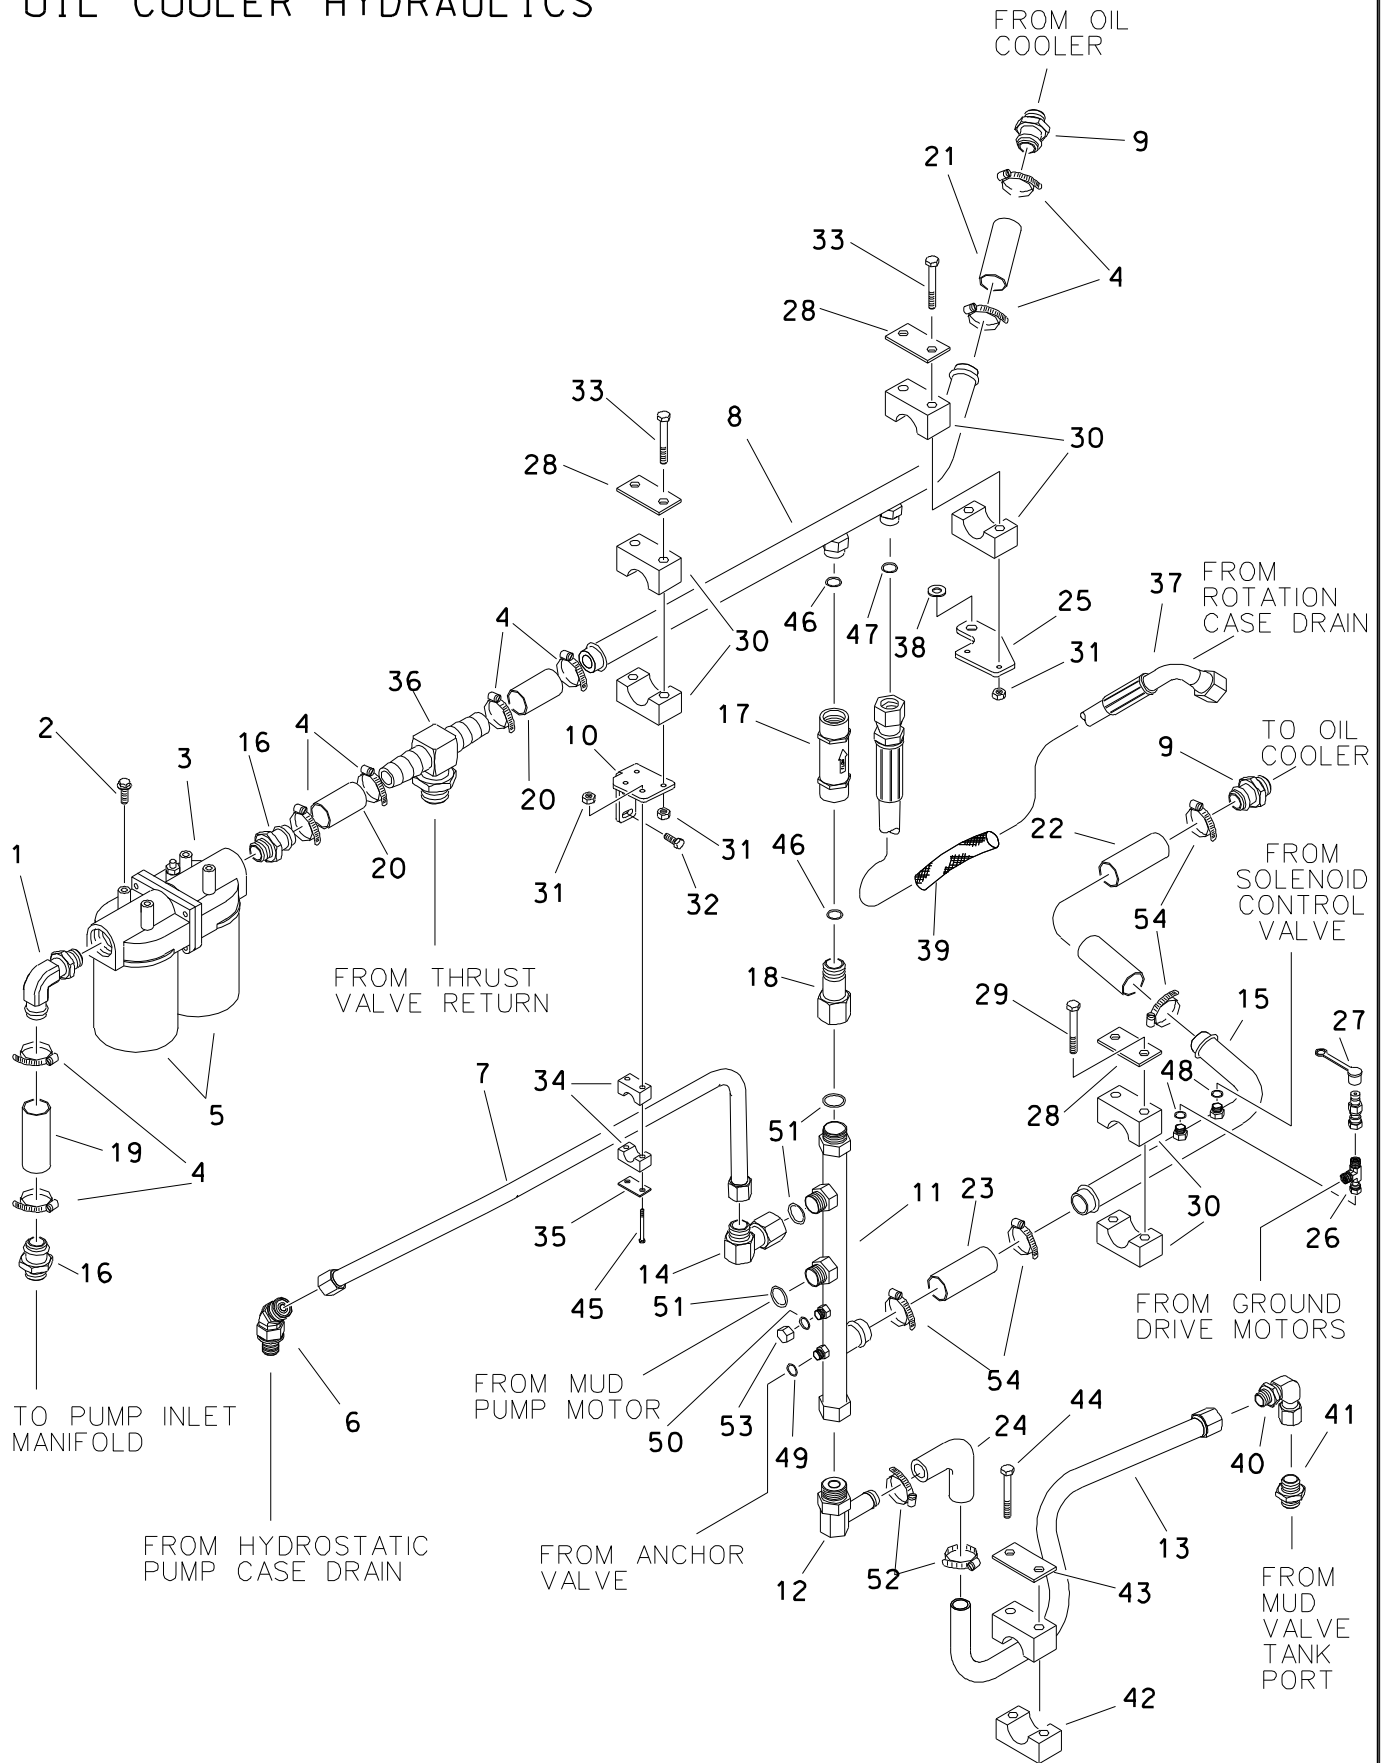 OIL COOLER HYDRAULICS
FROM OIL
COOLER
9
21
4
33
28
33
8
30
28
46
47
38
25
31
37
FROM
ROTATION
CASE DRAIN
4
30
36
17
10
TO OIL
COOLER
9
2
3
16
4
20
31
31
32
20
46
39
22
54
FROM
SOLENOID
CONTROL
VALVE
1
FROM THRUST
VALVE RETURN
18
29
15
27
5
7
34
51
28
48
19
4
35
11
23
30
26
16
14
45
51
FROM GROUND
DRIVE MOTORS
6
FROM MUD
PUMP MOTOR
50
53
49
54
44
24
40
41
TO PUMP INLET
MANIFOLD
FROM HYDROSTATIC
PUMP CASE DRAIN
FROM ANCHOR
VALVE
12
52
43
13
FROM
MUD
VALVE
TANK
PORT
42